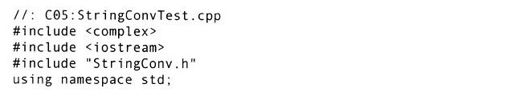 //: C05:StringConvTest.cpp
#include <complex>
#include <iostream>
#include "StringConv.h"
using namespace std;